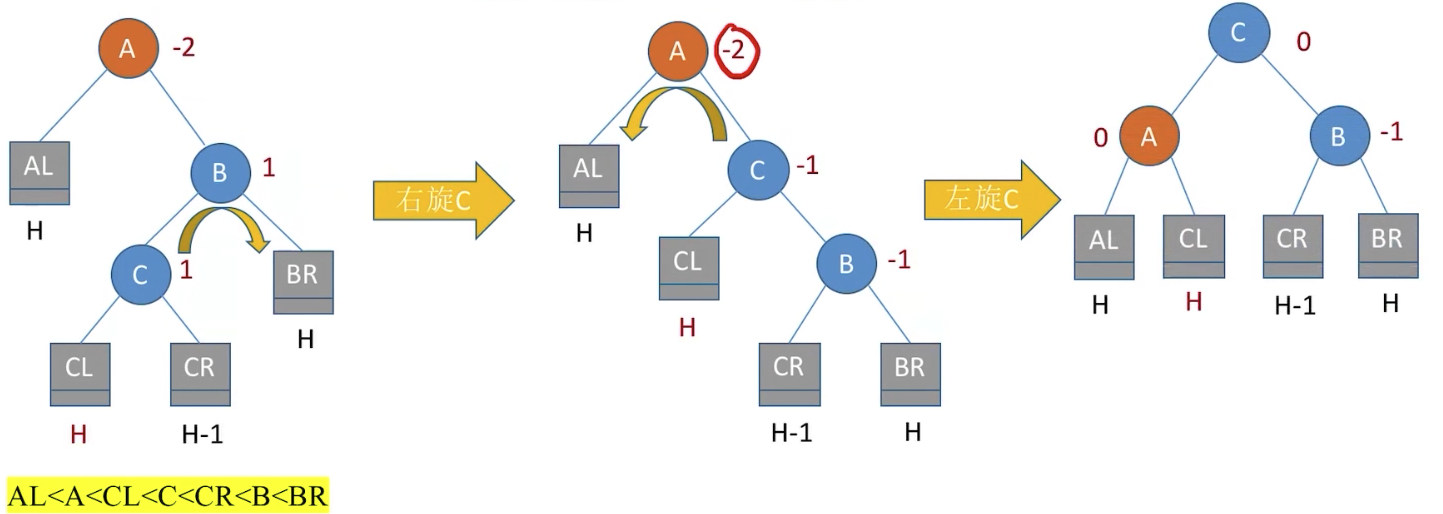 A -2
AL
H
B 1
C 1
BR
H
CL
H
CR
H-1
右旋C
A -2
AL
H
C -1
CL
H
B -1
CR
H-1
BR
H
左旋C
C 0
0 A
B -1
AL
H
CL
H
CR
H-1
BR
H
AL<A<CL<C<CR<B<BR